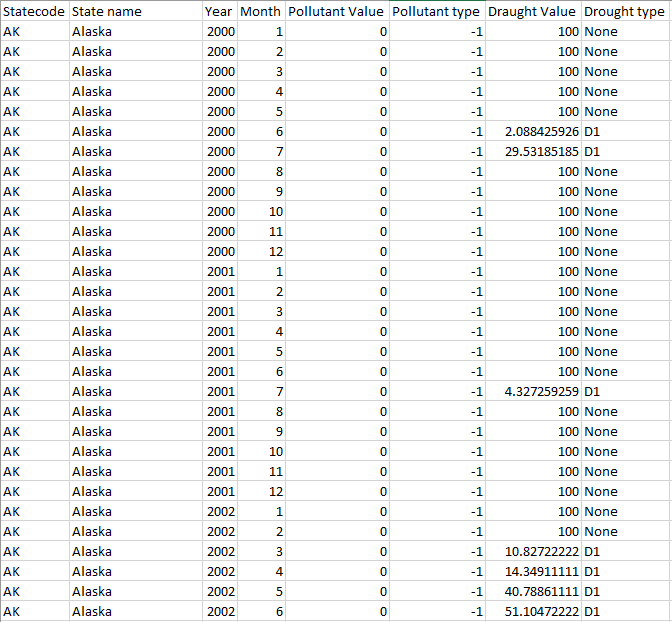 Statecode State name Year Month Pollutant Value Pollutant type Draught Value Drought type
AK Alaska 2000 1 0 -1 100 None
AK Alaska 2000 2 0 -1 100 None
AK Alaska 2000 3 0 -1 100 None
AK Alaska 2000 4 0 -1 100 None
AK Alaska 2000 5 0 -1 100 None
AK Alaska 2000 6 0 -1 2.088425926 D1
AK Alaska 2000 7 0 -1 29.53185185 D1
AK Alaska 2000 8 0 -1 100 None
AK Alaska 2000 9 0 -1 100 None
AK Alaska 2000 10 0 -1 100 None
AK Alaska 2000 11 0 -1 100 None
AK Alaska 2000 12 0 -1 100 None
AK Alaska 2001 1 0 -1 100 None
AK Alaska 2001 2 0 -1 100 None
AK Alaska 2001 3 0 -1 100 None
AK Alaska 2001 4 0 -1 100 None
AK Alaska 2001 5 0 -1 100 None
AK Alaska 2001 6 0 -1 100 None
AK Alaska 2001 7 0 -1 4.327259259 D1
AK Alaska 2001 8 0 -1 100 None
AK Alaska 2001 9 0 -1 100 None
AK Alaska 2001 10 0 -1 100 None
AK Alaska 2001 11 0 -1 100 None
AK Alaska 2001 12 0 -1 100 None
AK Alaska 2002 1 0 -1 100 None
AK Alaska 2002 2 0 -1 100 None
AK Alaska 2002 3 0 -1 10.82722222 D1
AK Alaska 2002 4 0 -1 14.34911111 D1
AK Alaska 2002 5 0 -1 40.78861111 D1
AK Alaska 2002 6 0 -1 51.10472222 D1